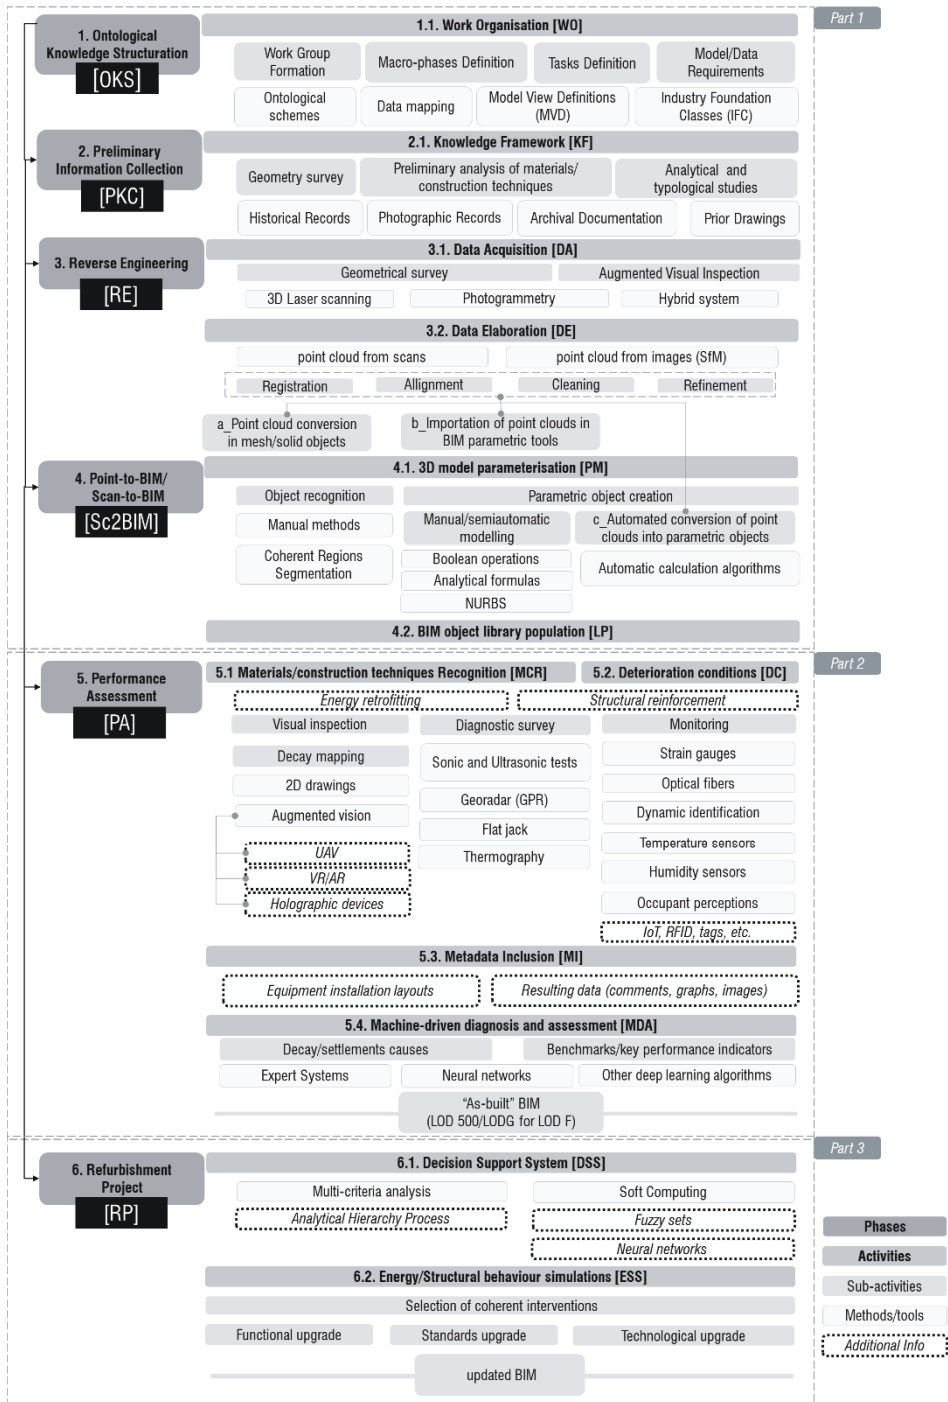 Part 1
1. Ontological
Knowledge Structuration
[OKS]
1.1. Work Organisation [WO]
Work Group
Formation
Macro-phases Definition
Tasks Definition
Model/Data
Requirements
Ontological
schemes
Data mapping
Model View Definitions
(MVD)
Industry Foundation
Classes (IFC)
2. Preliminary
Information Collection
[PKC]
2.1. Knowledge Framework [KF]
Geometry survey
Preliminary analysis of materials/
construction techniques
Analytical and
typological studies
Historical Records
Photographic Records
Archival Documentation
Prior Drawings
3. Reverse Engineering
[RE]
3.1. Data Acquisition [DA]
Geometrical survey
Augmented Visual Inspection
3D Laser scanning
Photogrammetry
Hybrid system
3.2. Data Elaboration [DE]
point cloud from scans
point cloud from images (SfM)
Registration
Allignment
Cleaning
Refinement
a_Point cloud conversion
in mesh/solid objects
b_Importation of point clouds in
BIM parametric tools
4. Point-to-BIM/
Scan-to-BIM
[Sc2BIM]
4.1. 3D model parameterisation [PM]
Object recognition
Parametric object creation
Manual methods
Manual/semiautomatic
modelling
c_Automated conversion of point
clouds into parametric objects
Coherent Regions
Segmentation
Boolean operations
Analytical formulas
NURBS
Automatic calculation algorithms
4.2. BIM object library population [LP]
Part 2
5. Performance
Assessment
[PA]
5.1 Materials/construction techniques Recognition [MCR]
5.2. Deterioration conditions [DC]
Energy retrofitting
Structural reinforcement
Visual inspection
Diagnostic survey
Monitoring
Decay mapping
Sonic and Ultrasonic tests
Strain gauges
2D drawings
Georadar (GPR)
Optical fibers
Augmented vision
Flat jack
Dynamic identification
UAV
Thermography
Temperature sensors
VR/AR
Humidity sensors
Holographic devices
Occupant perceptions
IoT, RFID, tags, etc.
5.3. Metadata Inclusion [MI]
Equipment installation layouts
Resulting data (comments, graphs, images)
5.4. Machine-driven diagnosis and assessment [MDA]
Decay/settlements causes
Benchmarks/key performance indicators
Expert Systems
Neural networks
Other deep learning algorithms
“As-built” BIM
(LOD 500/LODG for LOD F)
Part 3
6. Refurbishment
Project
[RP]
6.1. Decision Support System [DSS]
Multi-criteria analysis
Soft Computing
Analytical Hierarchy Process
Fuzzy sets
Neural networks
6.2. Energy/Structural behaviour simulations [ESS]
Selection of coherent interventions
Functional upgrade
Standards upgrade
Technological upgrade
updated BIM
Phases
Activities
Sub-activities
Methods/tools
Additional Info